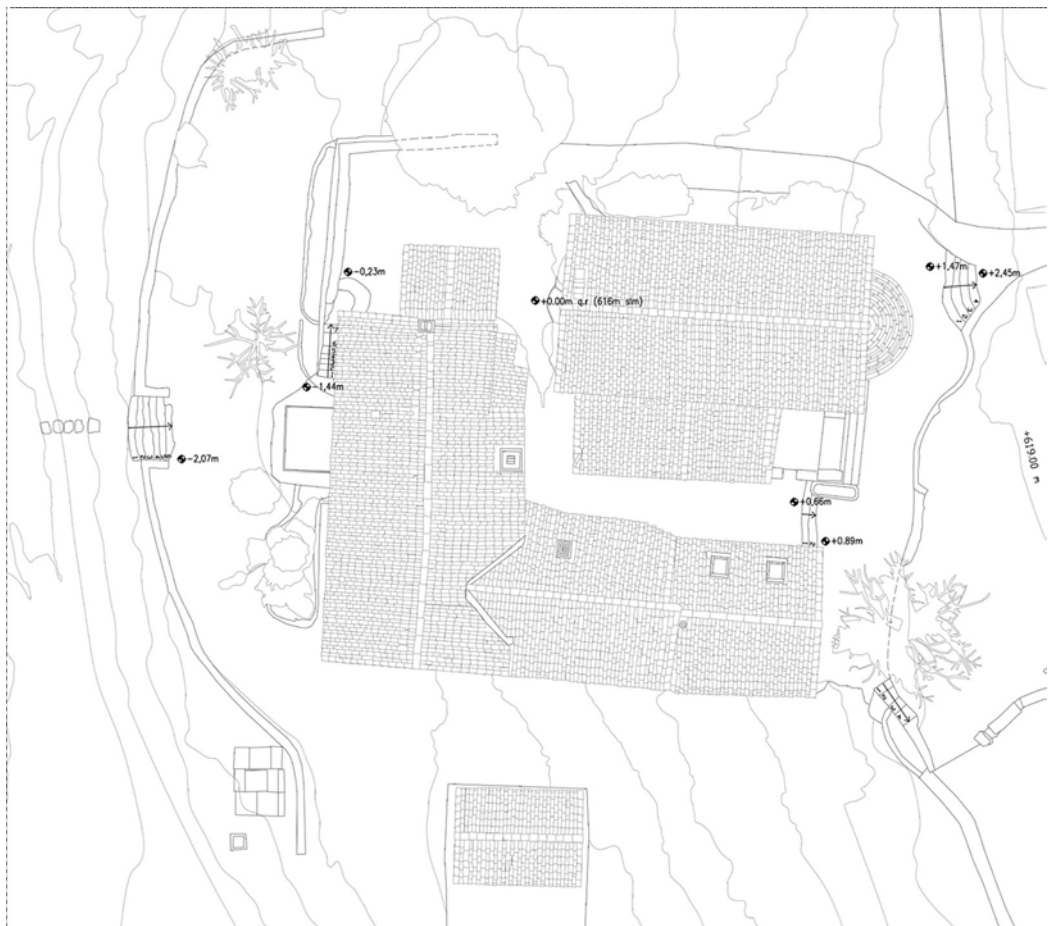 -0,23m
+0.00m q.r (616m slm)
+1,47m
+2,45m
-1,44m
-2,07m
+619.00 m
+0,66m
+0.89m